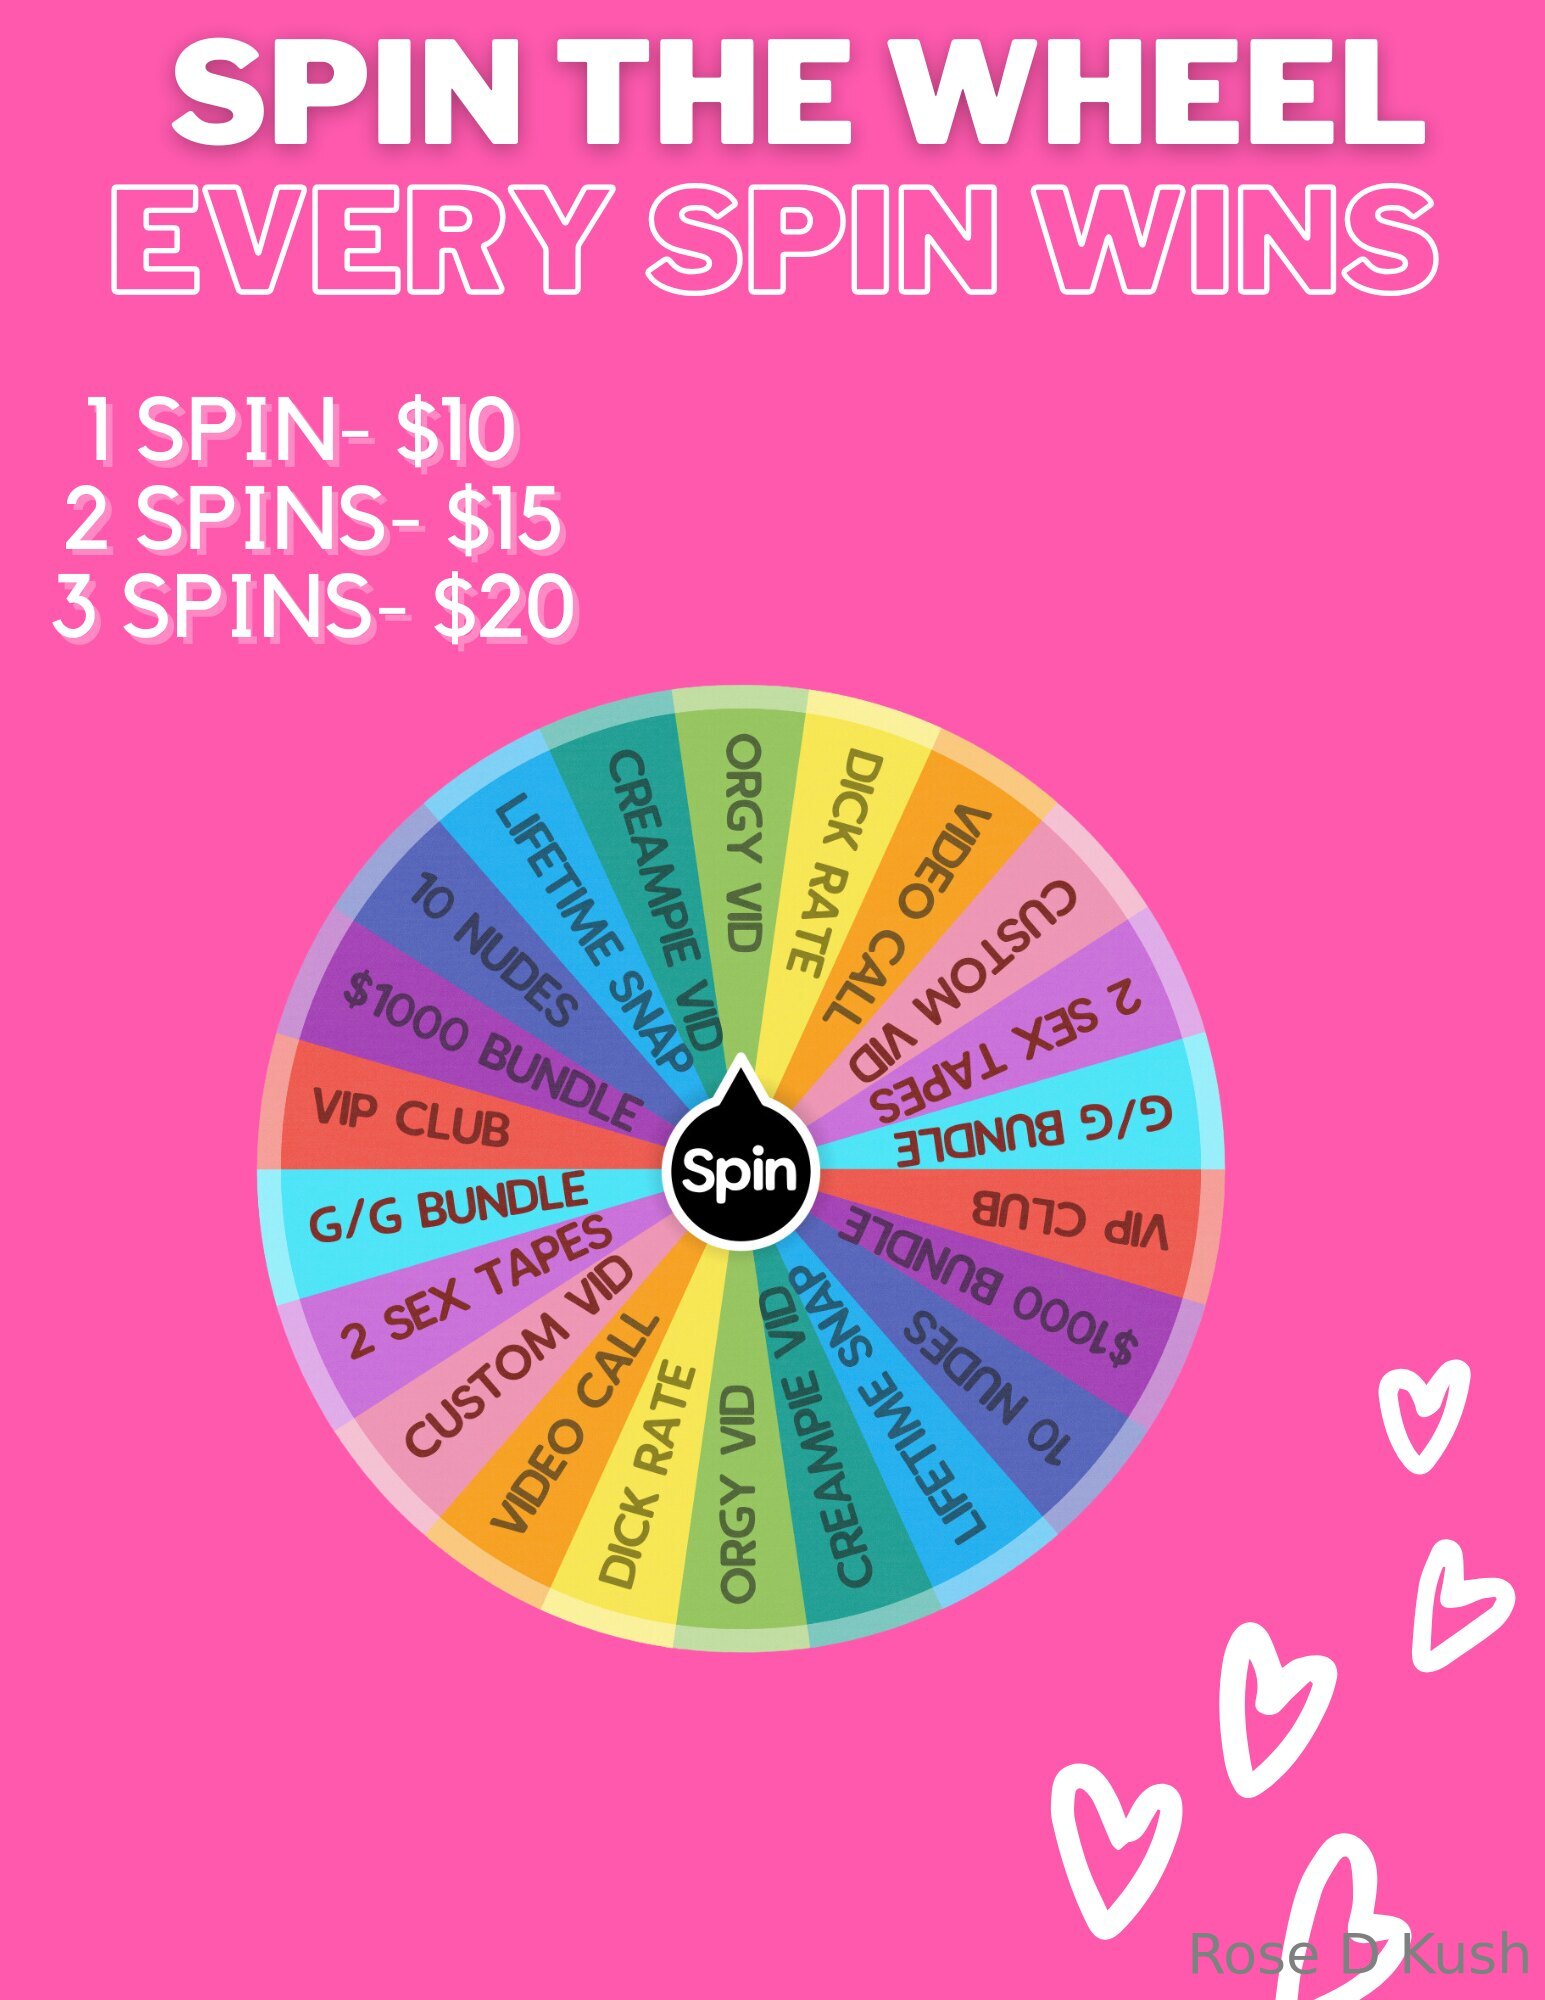 SPIN THE WHEEL
EVERY SPIN WINS
1 SPIN- $10
2 SPINS- $15
3 SPINS- $20
ORGY VID
DICK RATE
VIDEO CALL
CUSTOM VID
2 SEX TAPES
G/G BUNDLE
VIP CLUB
$1000 BUNDLE
10 NUDES
LIFETIME SNAP
CREAMPIE VID
ORGY VID
DICK RATE
VIDEO CALL
CUSTOM VID
2 SEX TAPES
G/G BUNDLE
VIP CLUB
$1000 BUNDLE
10 NUDES
LIFETIME SNAP
CREAMPIE VID
Spin
Rose D Kush